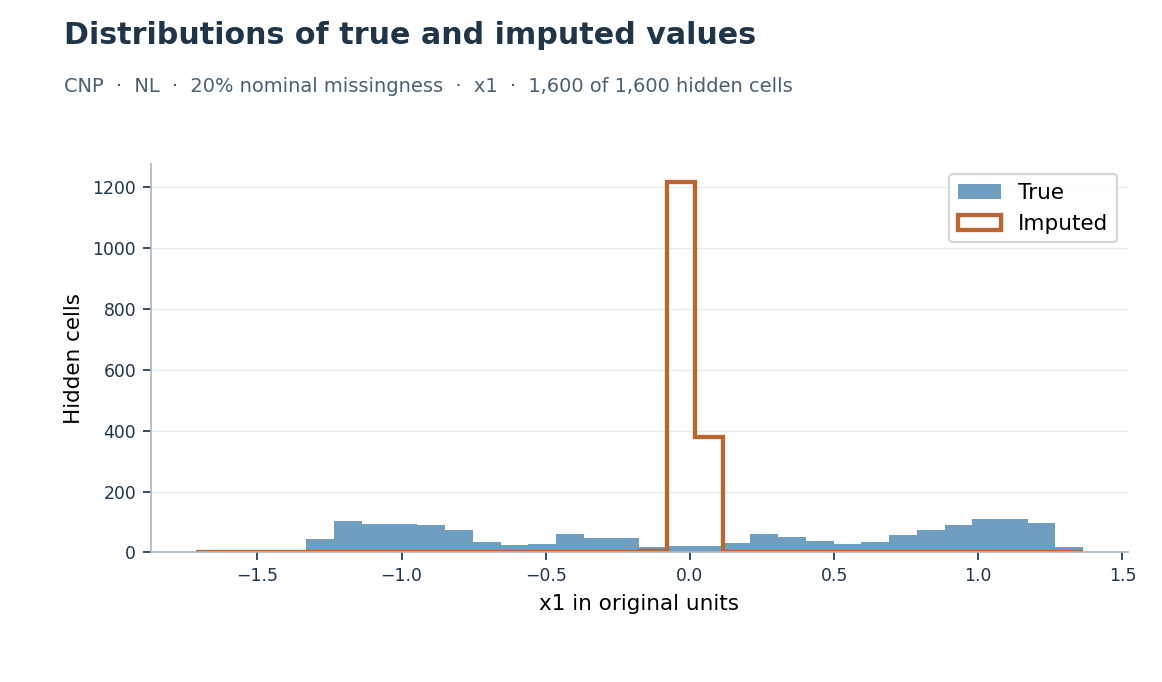 Distributions of true and imputed values
CNP · NL · 20% nominal missingness · x1 · 1,600 of 1,600 hidden cells
True
Imputed
Hidden cells
1200
1000
800
600
400
200
0
−1.5 −1.0 −0.5 0.0 0.5 1.0 1.5
x1 in original units